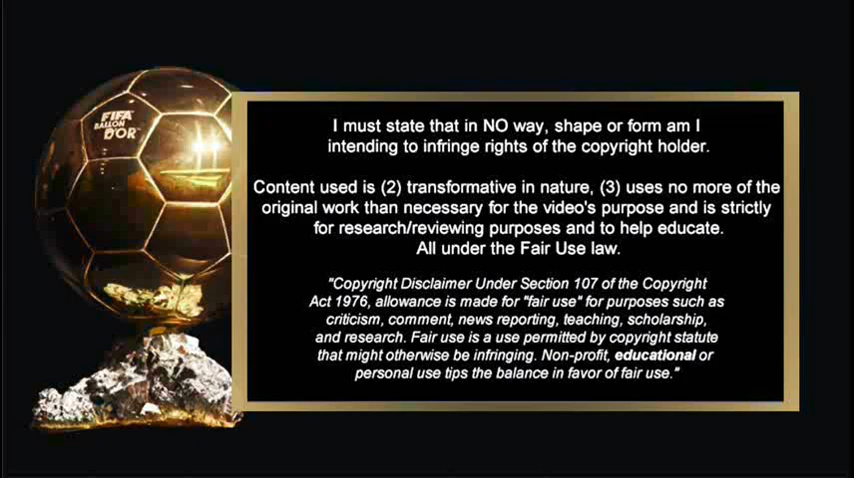 FIFA
BALLON
D'OR
I must state that in NO way, shape or form am I
intending to infringe rights of the copyright holder.
Content used is (2) transformative in nature, (3) uses no more of the
original work than necessary for the video's purpose and is strictly
for research/reviewing purposes and to help educate.
All under the Fair Use law.
"Copyright Disclaimer Under Section 107 of the Copyright
Act 1976, allowance is made for "fair use" for purposes such as
criticism, comment, news reporting, teaching, scholarship,
and research. Fair use is a use permitted by copyright statute
that might otherwise be infringing. Non-profit, educational or
personal use tips the balance in favor of fair use."